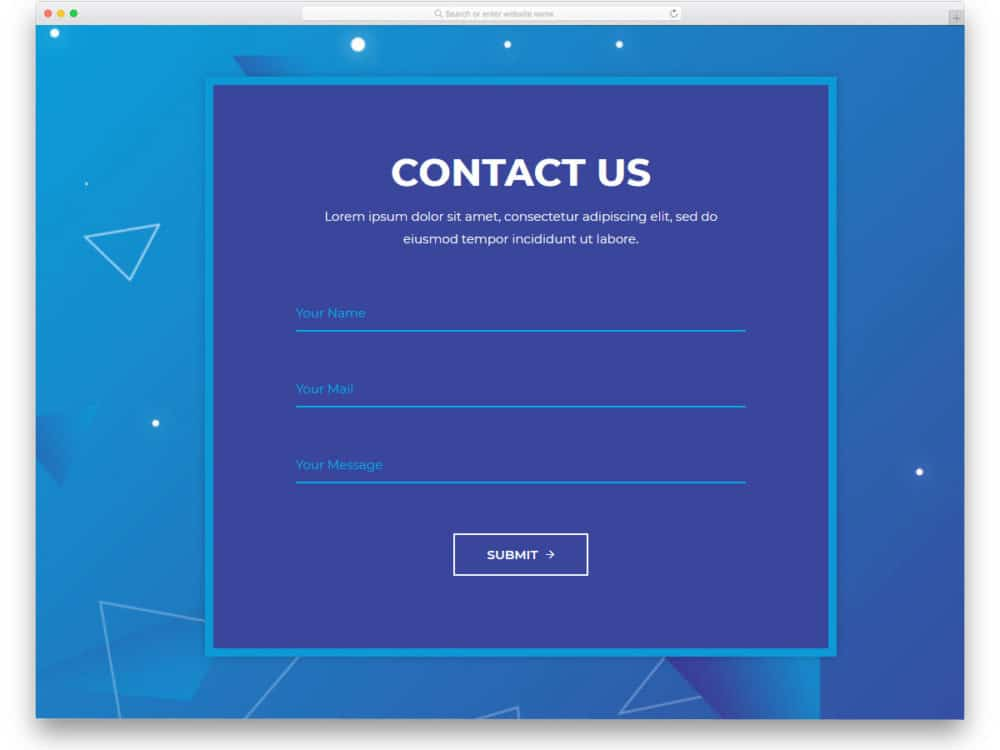 Search or enter website name
CONTACT US
Lorem ipsum dolor sit amet, consectetur adipiscing elit, sed do
eiusmod tempor incididunt ut labore.
Your Name
Your Mail
Your Message
SUBMIT →